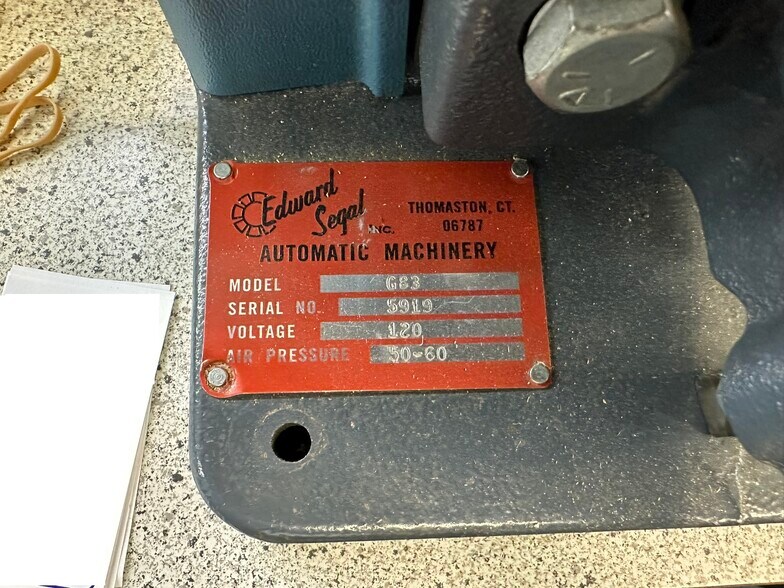 Edward
Segal
INC.
THOMASTON, CT.
06787
AUTOMATIC MACHINERY
MODEL G83
SERIAL NO. 5919
VOLTAGE 120
AIR PRESSURE 50-60